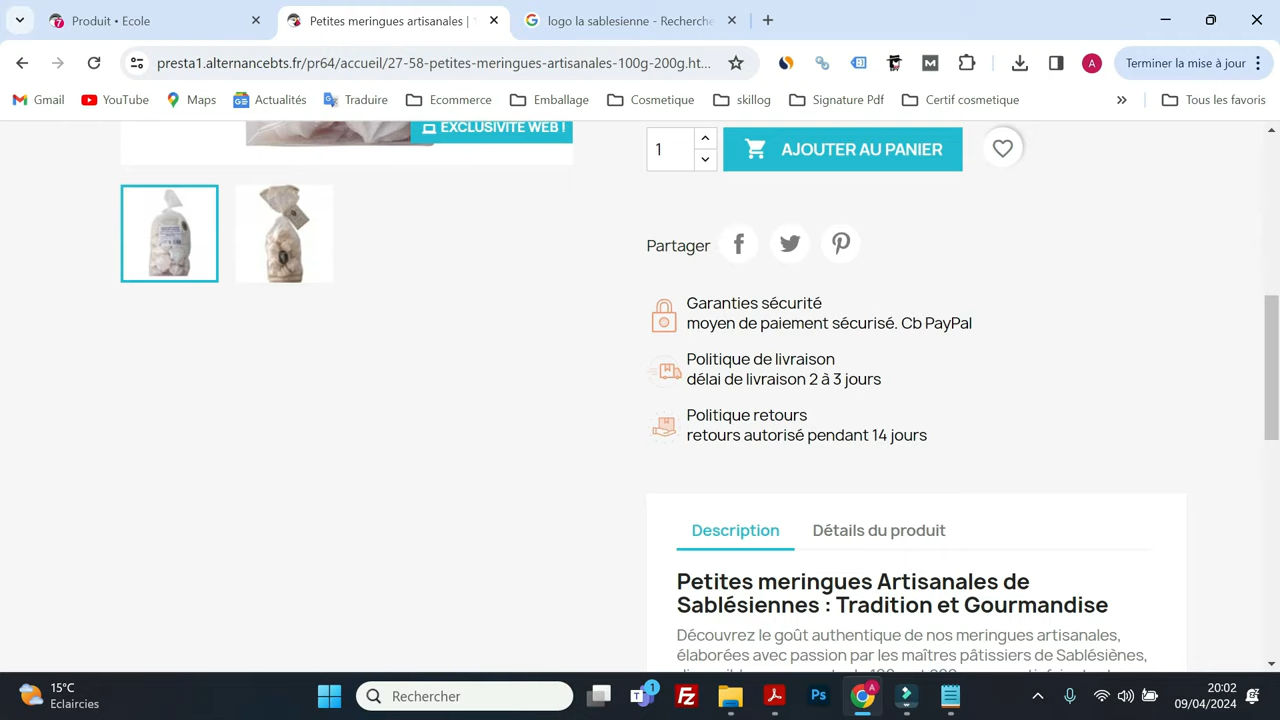 Produit • Ecole
Petites meringues artisanales |
logo la sablesienne - Recherche
presta1.alternancebts.fr/pr64/accueil/27-58-petites-meringues-artisanales-100g-200g.ht...
A
Terminer la mise à jour
Gmail
YouTube
Maps
Actualités
Traduire
Ecommerce
Emballage
Cosmetique
skillog
Signature Pdf
Certif cosmetique
Tous les favoris
EXCLUSIVITÉ WEB !
1
AJOUTER AU PANIER
Partager
Garanties sécurité
moyen de paiement sécurisé. Cb PayPal
Politique de livraison
délai de livraison 2 à 3 jours
Politique retours
retours autorisé pendant 14 jours
Description
Détails du produit
Petites meringues Artisanales de
Sablésiennes : Tradition et Gourmandise
Découvrez le goût authentique de nos meringues artisanales,
élaborées avec passion par les maîtres pâtissiers de Sablésiènes,
15°C
Eclaircies
Rechercher
20:02
09/04/2024